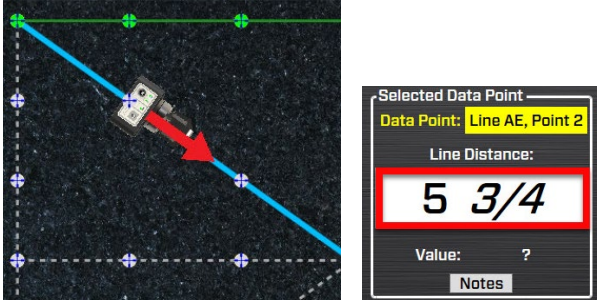 Selected Data Point
Data Point: Line AE, Point 2
Line Distance:
5 3/4
Value: ?
Notes